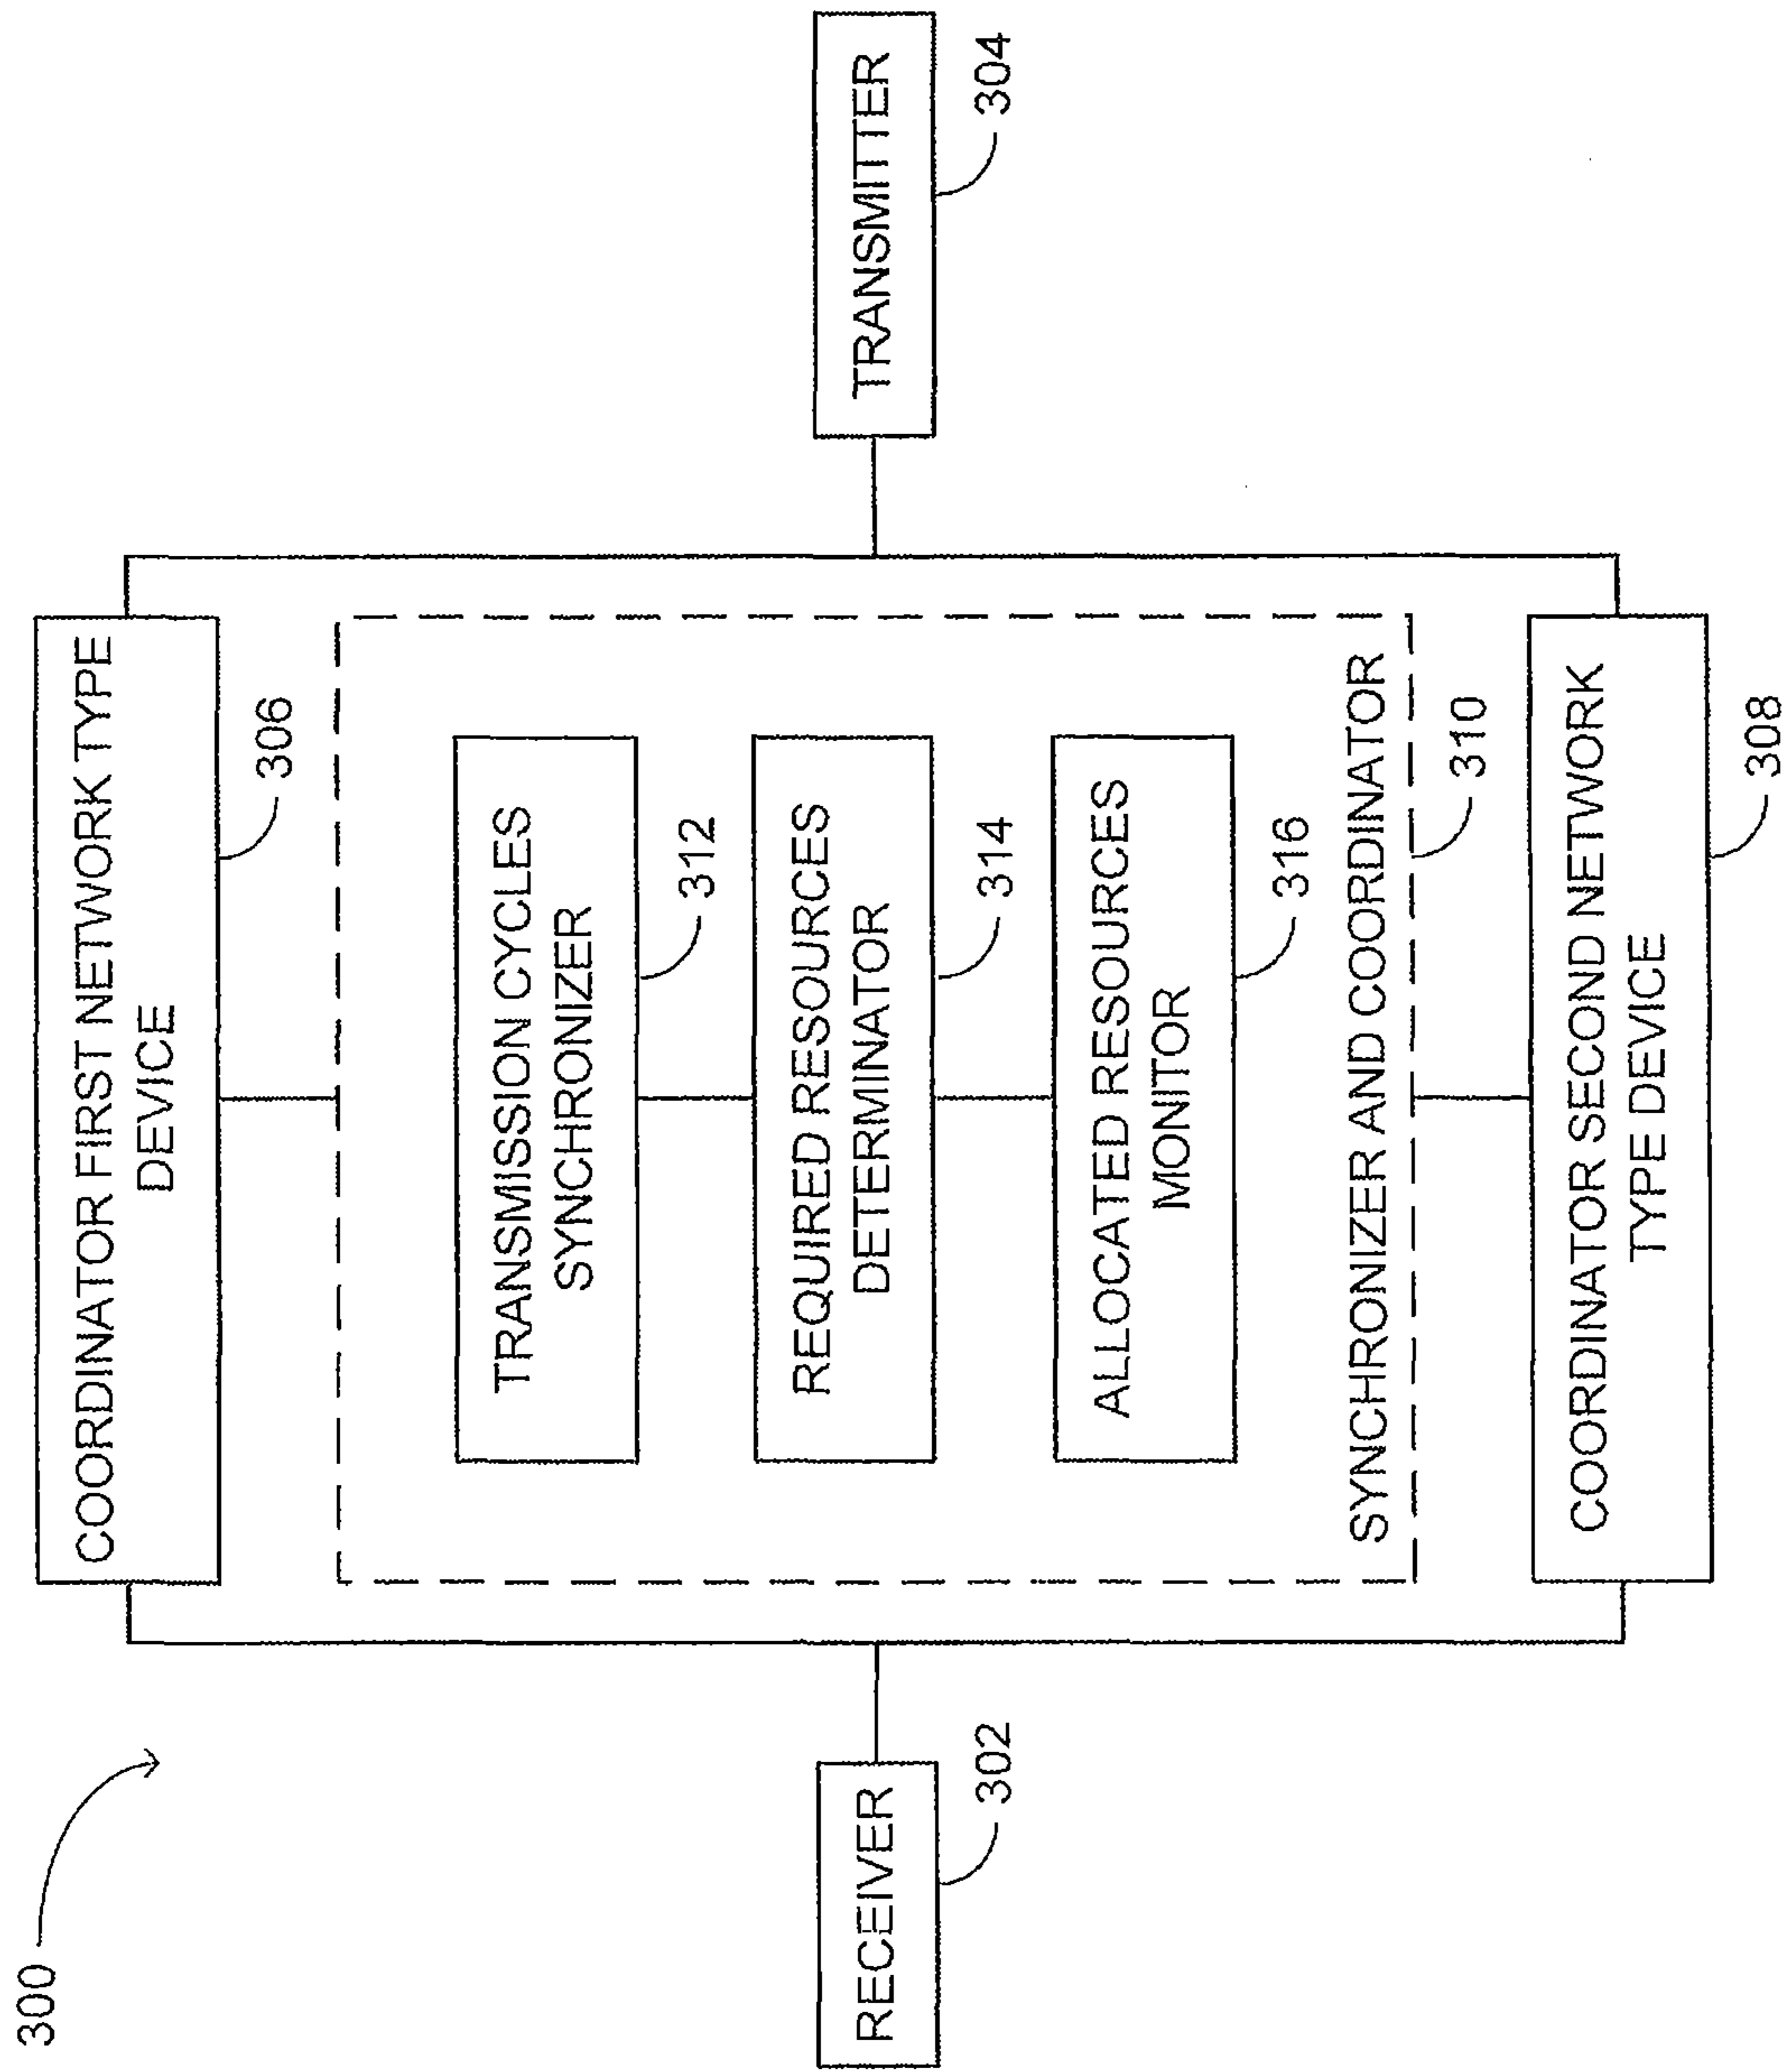 300
COORDINATOR FIRST NETWORK TYPE
DEVICE
306
TRANSMISSION CYCLES
SYNCHRONIZER
312
REQUIRED RESOURCES
DETERMINATOR
314
ALLOCATED RESOURCES
MONITOR
316
SYNCHRONIZER AND COORDINATOR
310
RECEIVER
302
TRANSMITTER
304
COORDINATOR SECOND NETWORK
TYPE DEVICE
308